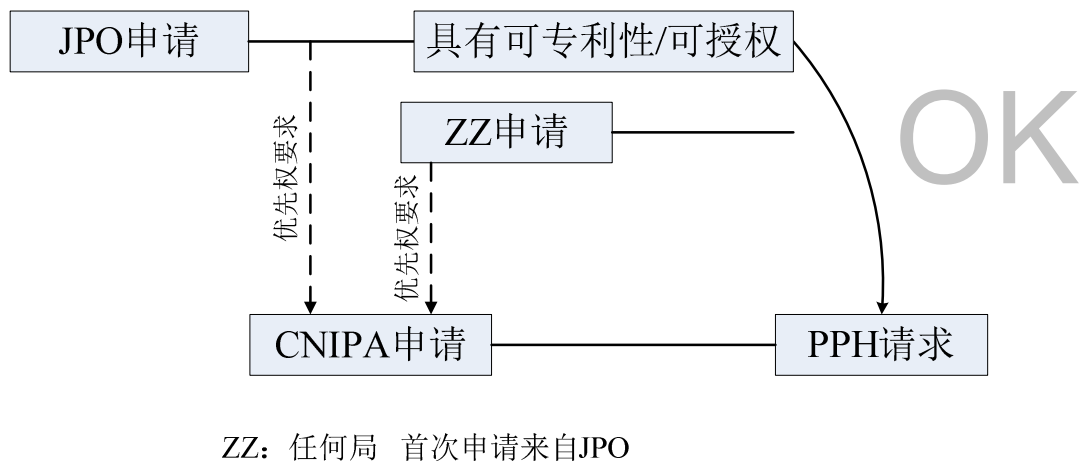 JPO申请
具有可专利性/可授权
OK
ZZ申请
优先权要求
优先权要求
CNIPA申请
PPH请求
ZZ：任何局 首次申请来自JPO